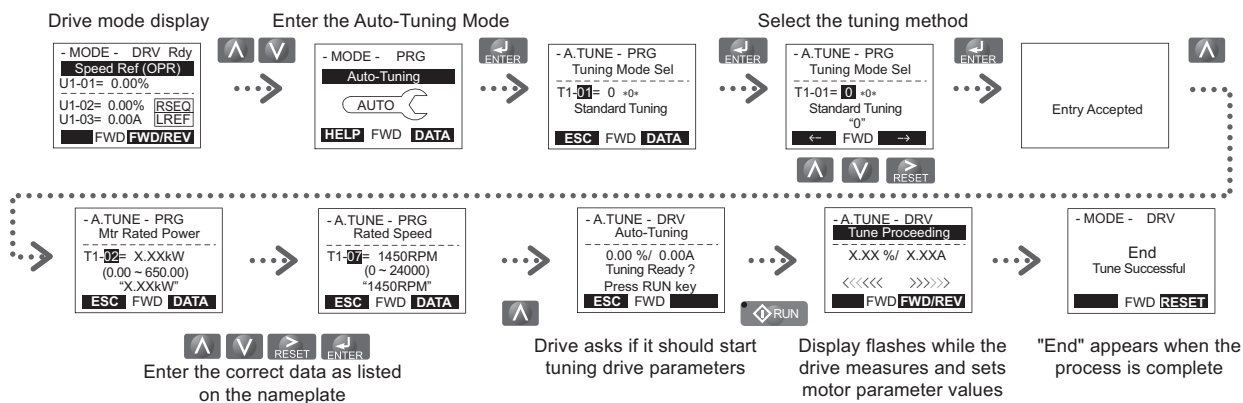 Drive mode display
Enter the Auto-Tuning Mode
Select the tuning method
- MODE - DRV Rdy
Speed Ref (OPR)
U1-01= 0.00%
U1-02= 0.00% RSEQ
U1-03= 0.00A LREF
FWD FWD/REV
- MODE - PRG
Auto-Tuning
AUTO
HELP FWD DATA
ENTER
- A.TUNE - PRG
Tuning Mode Sel
T1-01= 0 *0*
Standard Tuning
ESC FWD DATA
ENTER
- A.TUNE - PRG
Tuning Mode Sel
T1-01= 0 *0*
Standard Tuning
“0”
← FWD →
RESET
ENTER
Entry Accepted
- A.TUNE - PRG
Mtr Rated Power
T1-02= X.XXkW
(0.00 ~ 650.00)
“X.XXkW”
ESC FWD DATA
- A.TUNE - PRG
Rated Speed
T1-07= 1450RPM
(0 ~ 24000)
“1450RPM”
ESC FWD DATA
RESET ENTER
Enter the correct data as listed
on the nameplate
- A.TUNE - DRV
Auto-Tuning
0.00 %/ 0.00A
Tuning Ready ?
Press RUN key
ESC FWD
Drive asks if it should start
tuning drive parameters
RUN
- A.TUNE - DRV
Tune Proceeding
X.XX %/ X.XXA
<<<<<< >>>>>>
FWD FWD/REV
Display flashes while the
drive measures and sets
motor parameter values
- MODE - DRV
End
Tune Successful
FWD RESET
"End" appears when the
process is complete